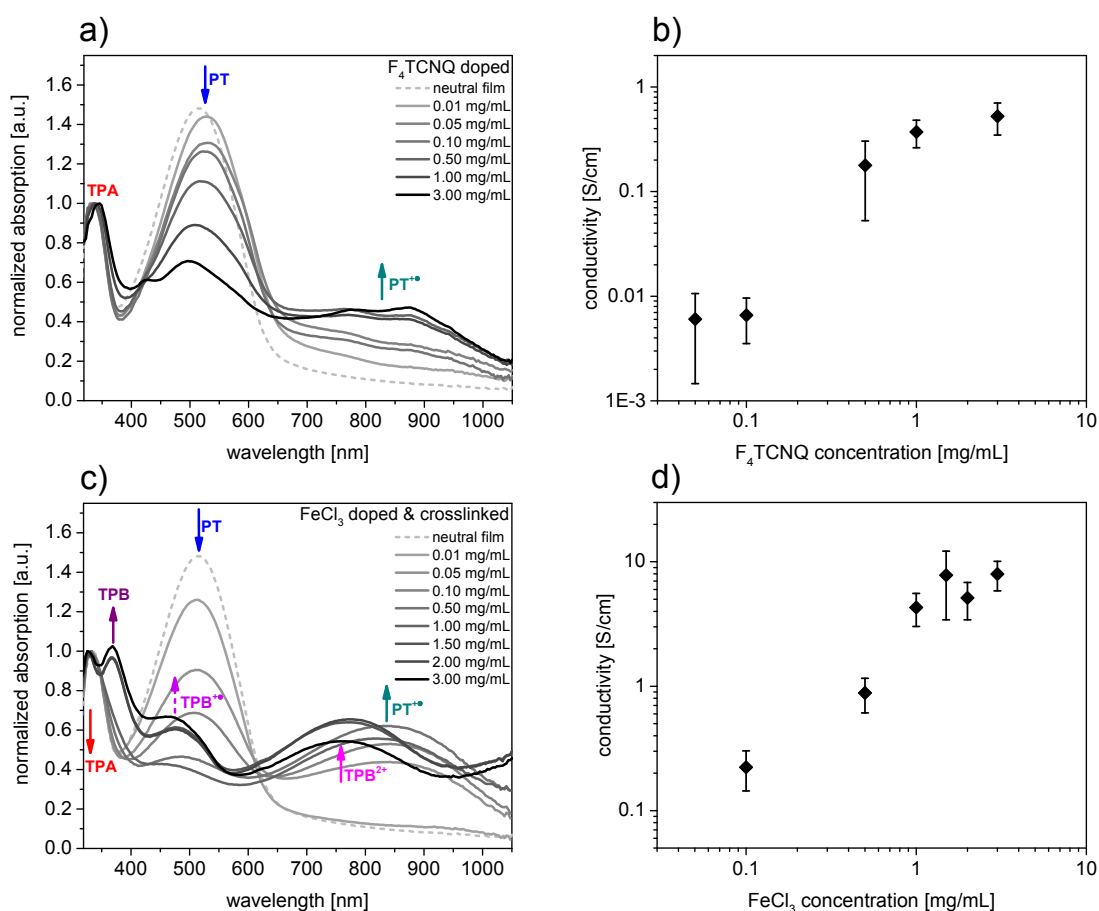 a)
F₄TCNQ doped
neutral film
0.01 mg/mL
0.05 mg/mL
0.10 mg/mL
0.50 mg/mL
1.00 mg/mL
3.00 mg/mL
PT
TPA
PT⁺•
1.6
1.4
1.2
1.0
0.8
0.6
0.4
0.2
0.0
normalized absorption [a.u.]
400 500 600 700 800 900 1000
wavelength [nm]
b)
1
0.1
0.01
1E-3
conductivity [S/cm]
0.1 1 10
F₄TCNQ concentration [mg/mL]
c)
FeCl₃ doped & crosslinked
neutral film
0.01 mg/mL
0.05 mg/mL
0.10 mg/mL
0.50 mg/mL
1.00 mg/mL
1.50 mg/mL
2.00 mg/mL
3.00 mg/mL
PT
TPB
TPB⁺•
PT⁺•
TPA
TPB²⁺
1.6
1.4
1.2
1.0
0.8
0.6
0.4
0.2
0.0
normalized absorption [a.u.]
400 500 600 700 800 900 1000
wavelength [nm]
d)
10
1
0.1
conductivity [S/cm]
0.1 1 10
FeCl₃ concentration [mg/mL]